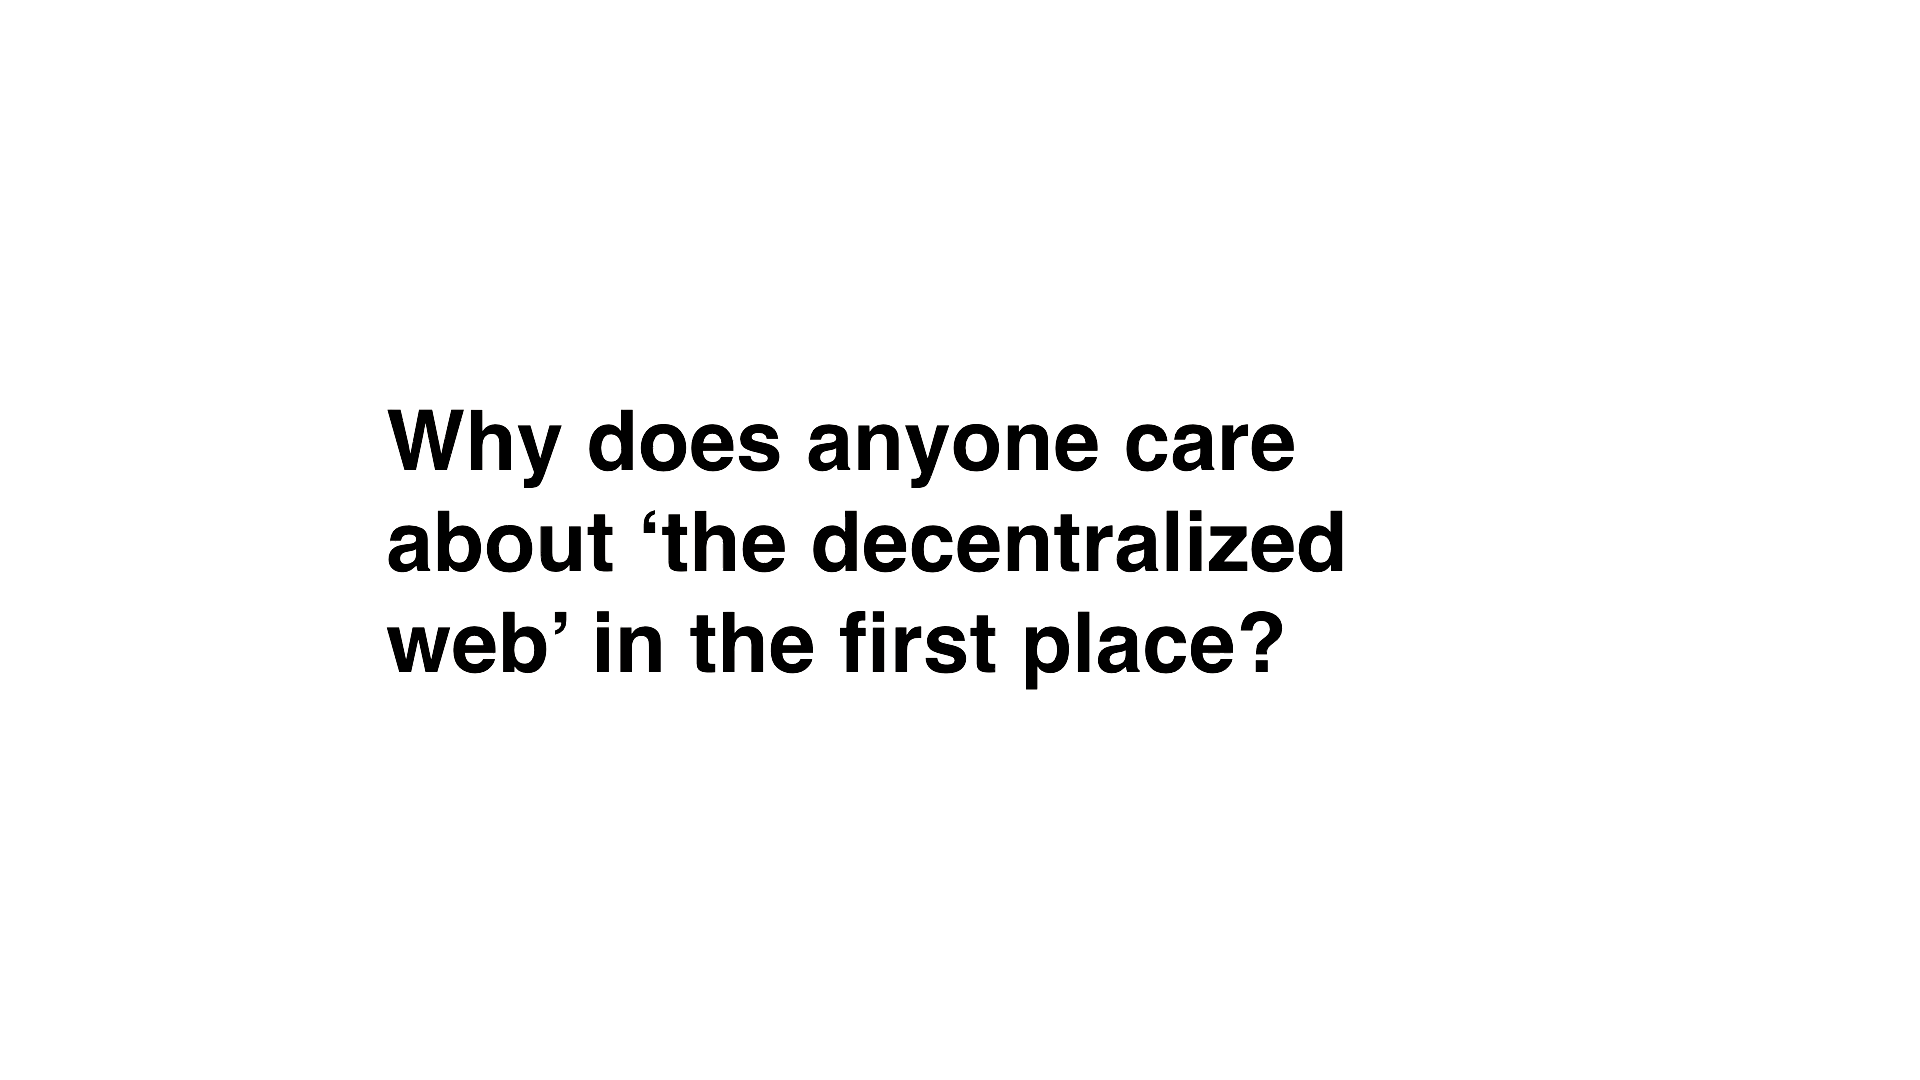 Why does anyone care
about ‘the decentralized
web’ in the first place?